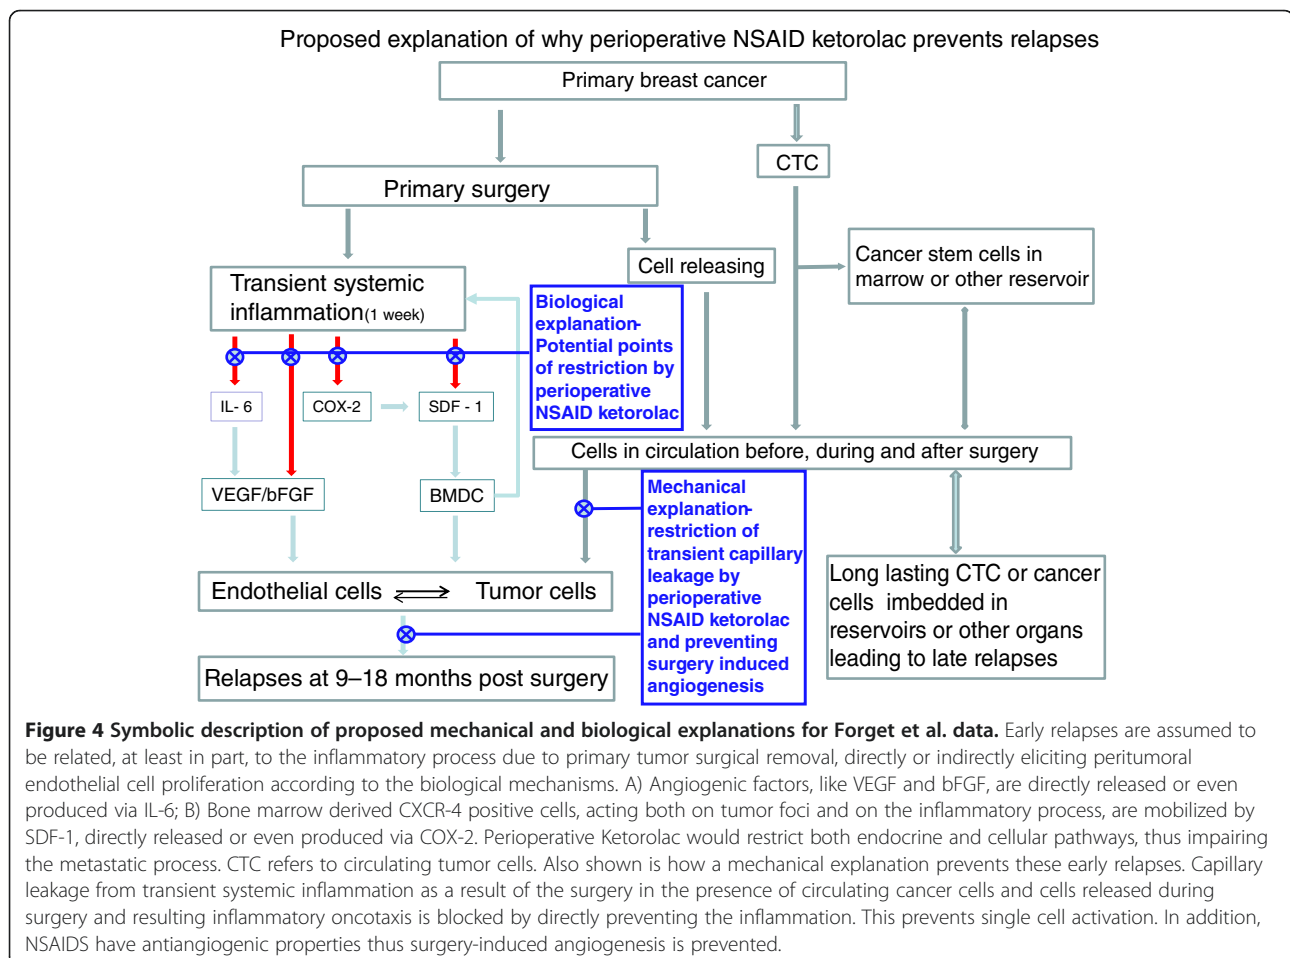 Proposed explanation of why perioperative NSAID ketorolac prevents relapses
Primary breast cancer
CTC
Primary surgery
Cell releasing
Cancer stem cells in
marrow or other reservoir
Transient systemic
inflammation(1 week)
Biological
explanation-
Potential points
of restriction by
perioperative
NSAID ketorolac
IL- 6
COX-2
SDF - 1
Cells in circulation before, during and after surgery
VEGF/bFGF
BMDC
Mechanical
explanation-
restriction of
transient capillary
leakage by
perioperative
NSAID ketorolac
and preventing
surgery induced
angiogenesis
Endothelial cells
Tumor cells
Long lasting CTC or cancer
cells imbedded in
reservoirs or other organs
leading to late relapses
Relapses at 9–18 months post surgery
Figure 4 Symbolic description of proposed mechanical and biological explanations for Forget et al. data. Early relapses are assumed to
be related, at least in part, to the inflammatory process due to primary tumor surgical removal, directly or indirectly eliciting peritumoral
endothelial cell proliferation according to the biological mechanisms. A) Angiogenic factors, like VEGF and bFGF, are directly released or even
produced via IL-6; B) Bone marrow derived CXCR-4 positive cells, acting both on tumor foci and on the inflammatory process, are mobilized by
SDF-1, directly released or even produced via COX-2. Perioperative Ketorolac would restrict both endocrine and cellular pathways, thus impairing
the metastatic process. CTC refers to circulating tumor cells. Also shown is how a mechanical explanation prevents these early relapses. Capillary
leakage from transient systemic inflammation as a result of the surgery in the presence of circulating cancer cells and cells released during
surgery and resulting inflammatory oncotaxis is blocked by directly preventing the inflammation. This prevents single cell activation. In addition,
NSAIDS have antiangiogenic properties thus surgery-induced angiogenesis is prevented.